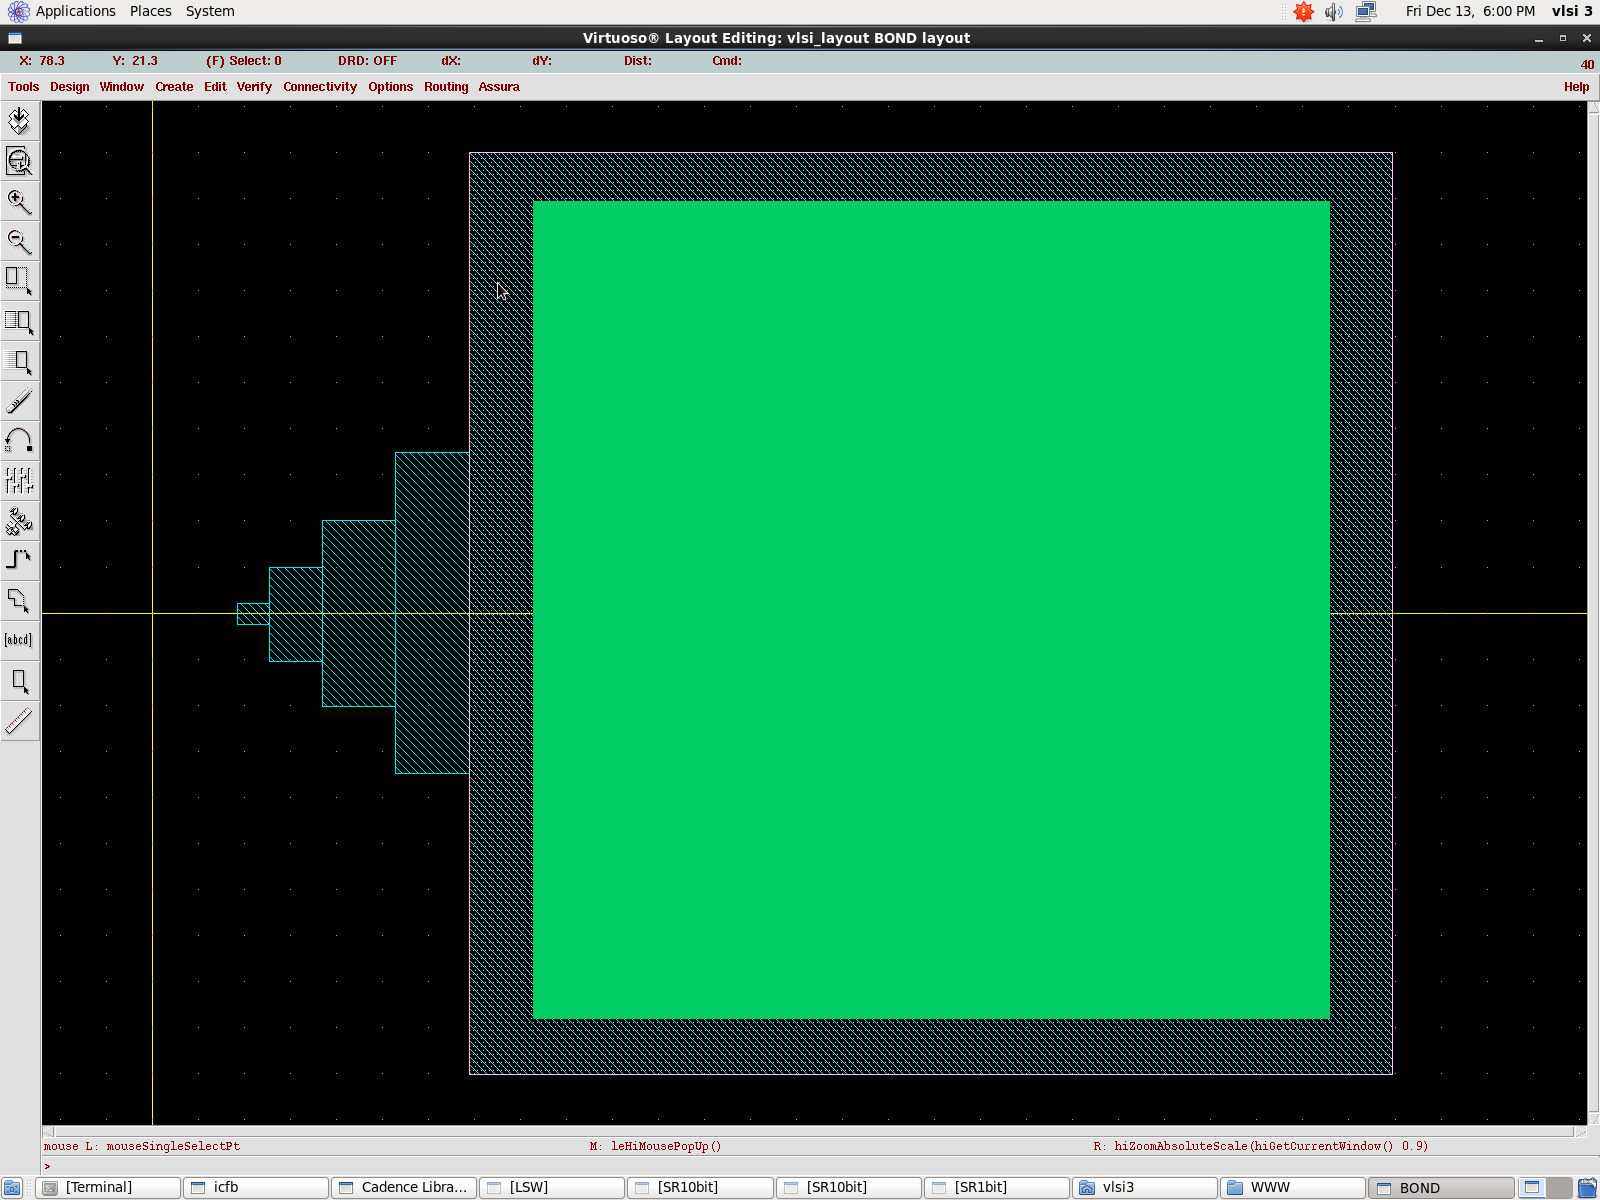 Applications Places System Fri Dec 13, 6:00 PM vlsi 3
Virtuoso® Layout Editing: vlsi_layout BOND layout
X: 78.3 Y: 21.3 (F) Select: 0 DRD: OFF dX: dY: Dist: Cmd: 40
Tools Design Window Create Edit Verify Connectivity Options Routing Assura Help
[abcd]
mouse L: mouseSingleSelectPt M: leHiMousePopUp() R: hiZoomAbsoluteScale(hiGetCurrentWindow() 0.9)
>
[Terminal] icfb Cadence Libra... [LSW] [SR10bit] [SR10bit] [SR1bit] vlsi3 WWW BOND